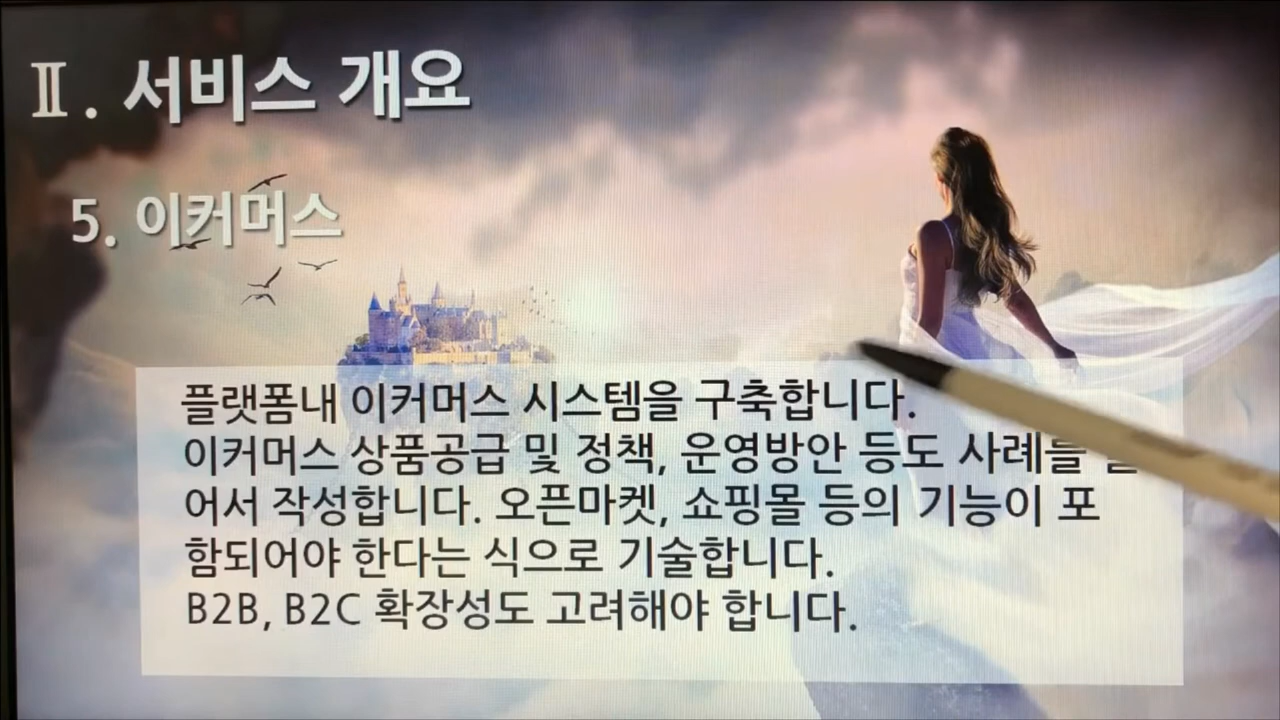 Ⅱ. 서비스 개요
5. 이커머스
플랫폼내 이커머스 시스템을 구축합니다.
이커머스 상품공급 및 정책, 운영방안 등도 사례를
어서 작성합니다. 오픈마켓, 쇼핑몰 등의 기능이 포
함되어야 한다는 식으로 기술합니다.
B2B, B2C 확장성도 고려해야 합니다.